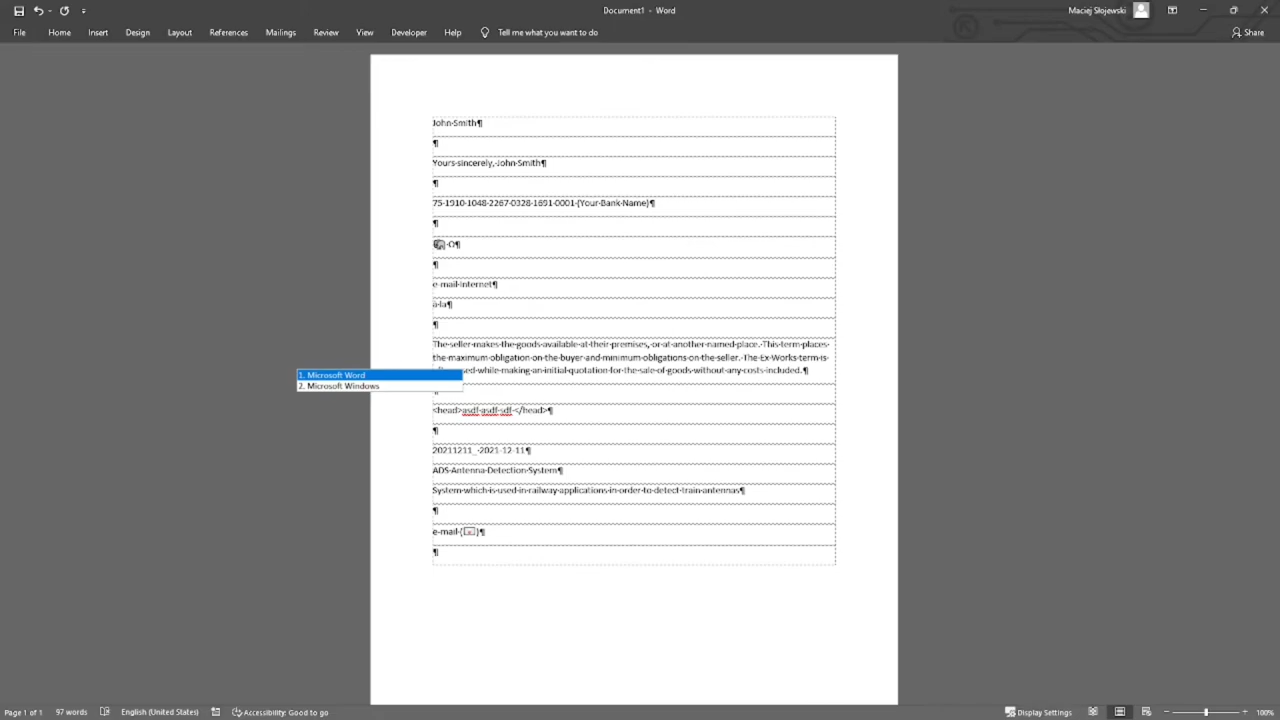 Document1 - Word
Maciej Słojewski
File Home Insert Design Layout References Mailings Review View Developer Help Tell me what you want to do
Share
John Smith¶
¶
Yours sincerely, John Smith¶
¶
75 1910 1048 2267 0328 1691 0001 (Your Bank Name)¶
¶
Ω¶
¶
e-mail internet¶
à la¶
¶
The seller makes the goods available at their premises, or at another named place. This term places
the maximum obligation on the buyer and minimum obligations on the seller. The Ex Works term is
used while making an initial quotation for the sale of goods without any costs included.¶
1. Microsoft Word
2. Microsoft Windows
<head>asdf asdf sdf </head>¶
¶
20211211_ 2021-12-11¶
ADS Antenna Detection System¶
System which is used in railway applications in order to detect train antennas¶
¶
e-mail ()¶
¶
Page 1 of 1 97 words English (United States) Accessibility: Good to go
Display Settings
100%